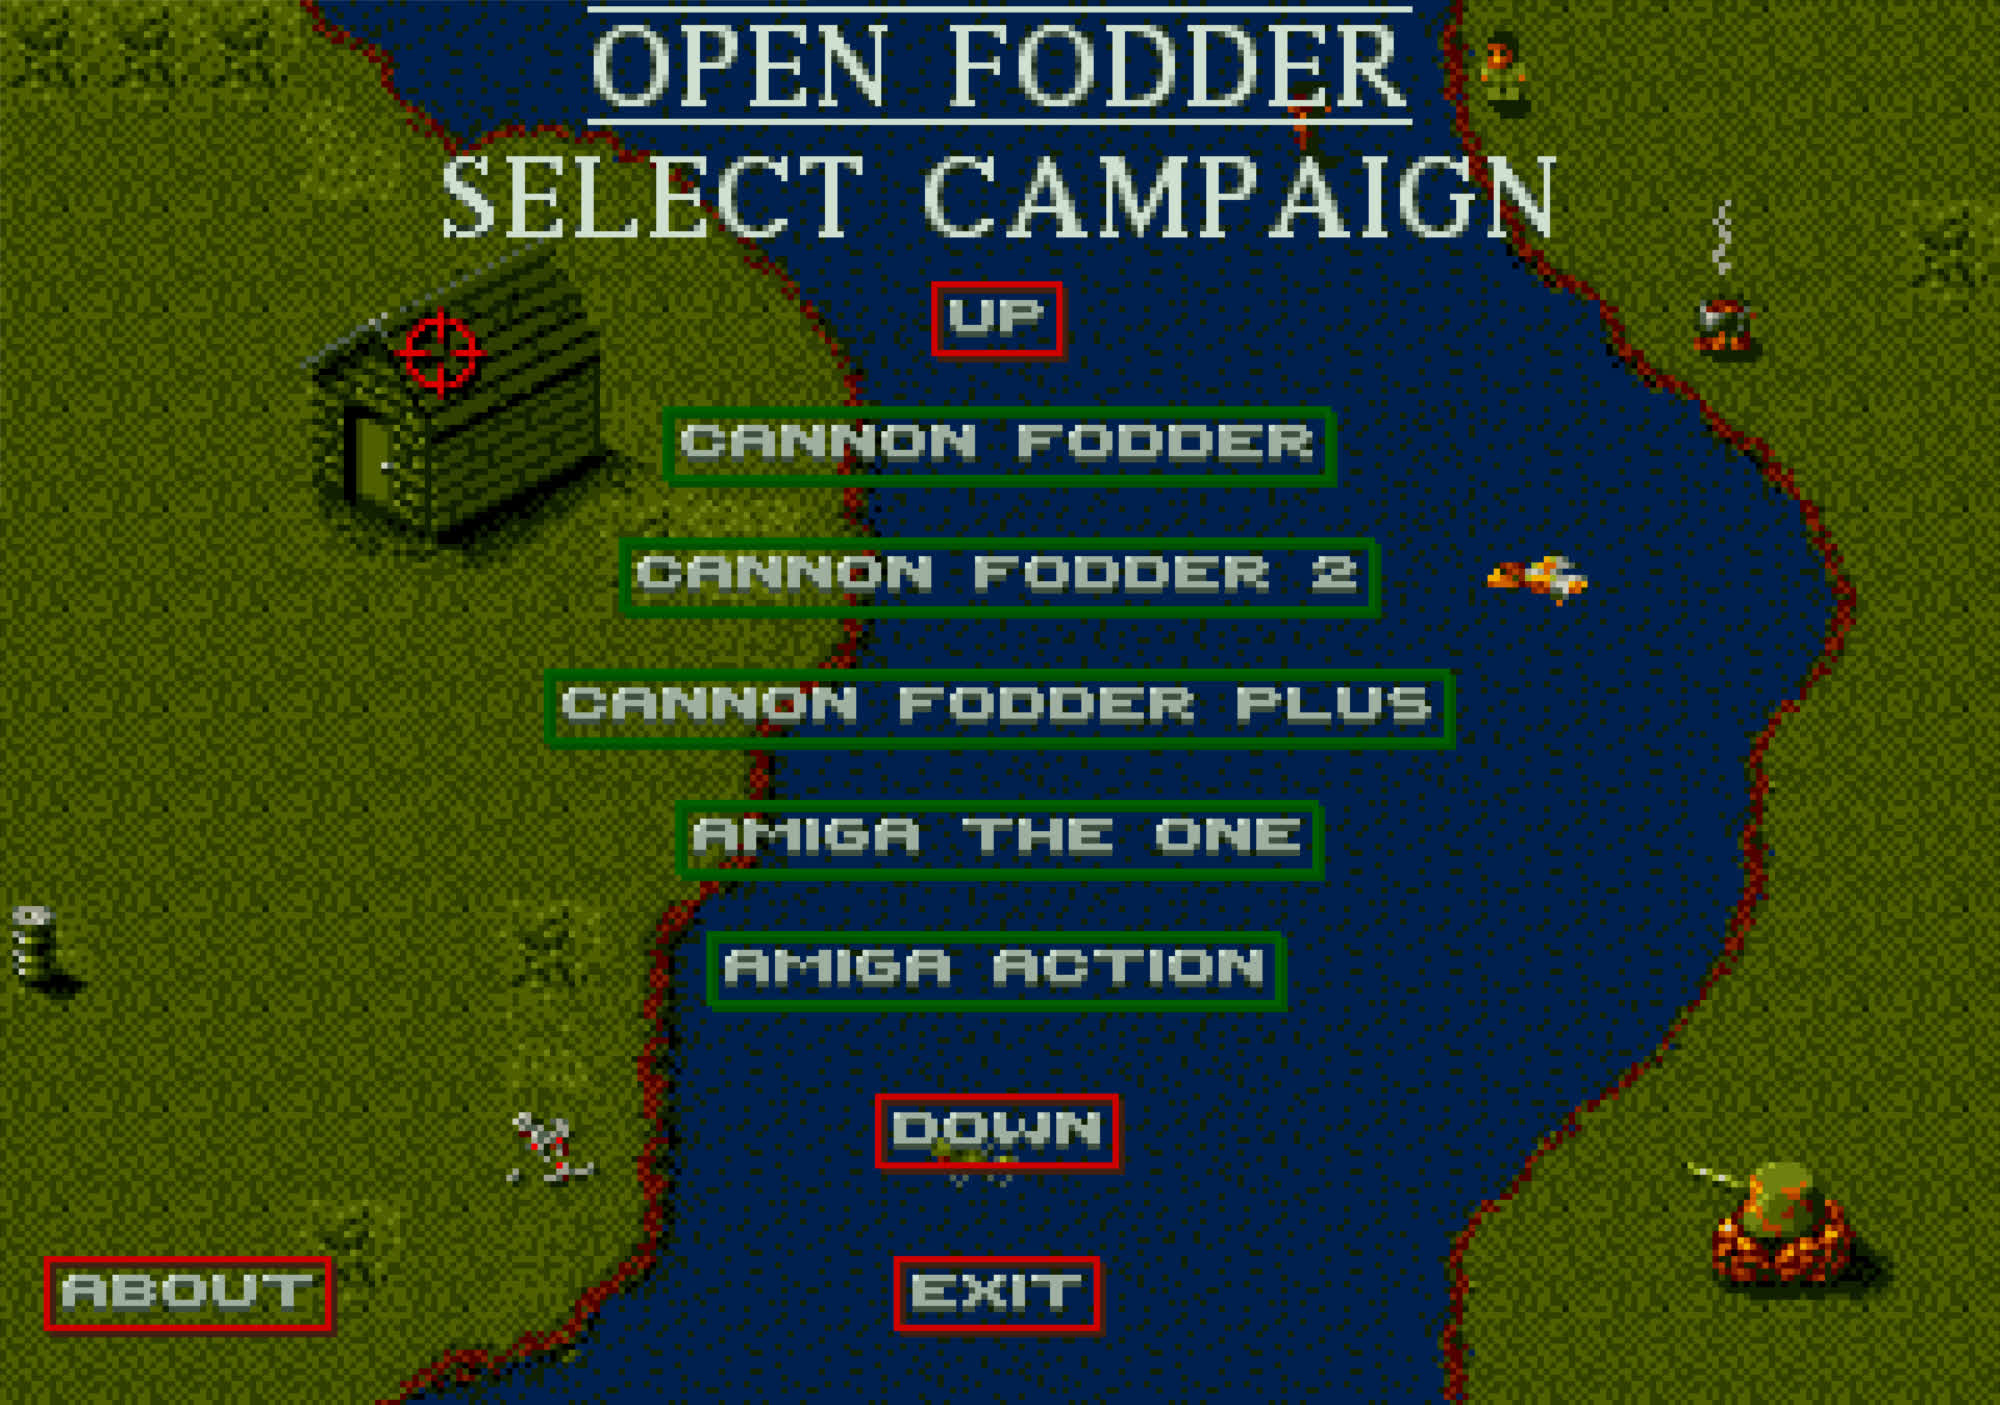 OPEN FODDER
SELECT CAMPAIGN
UP
CANNON FODDER
CANNON FODDER 2
CANNON FODDER PLUS
AMIGA THE ONE
AMIGA ACTION
DOWN
ABOUT
EXIT